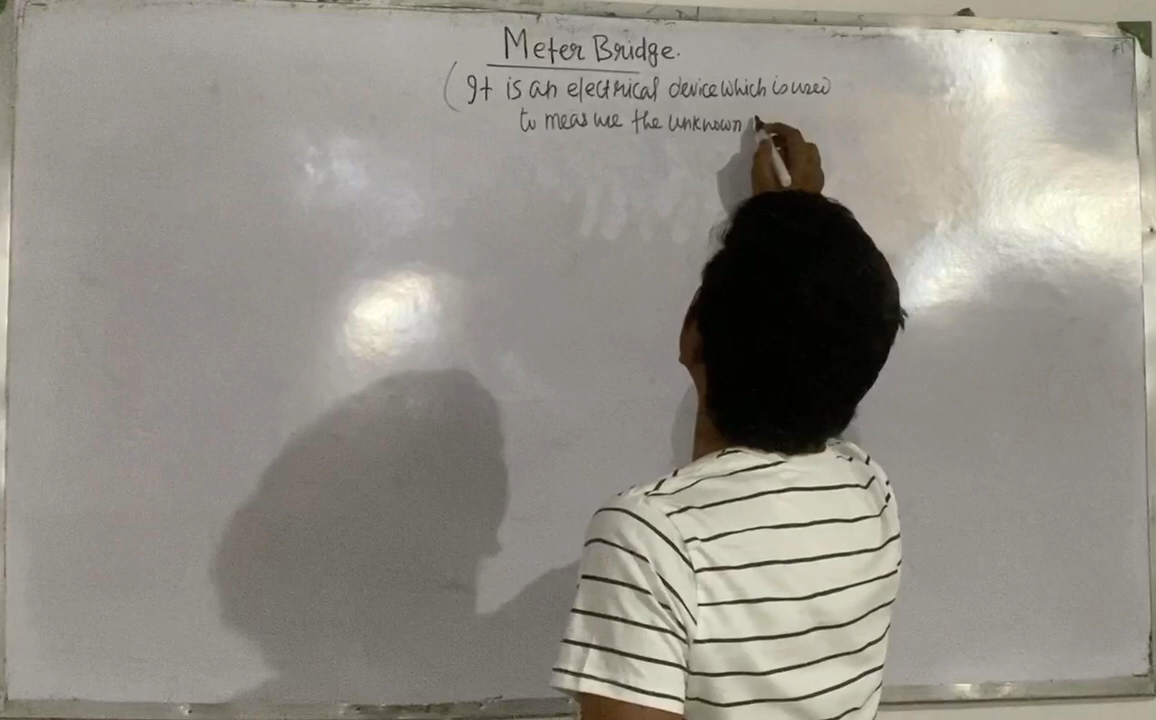 Meter Bridge.
(It is an electrical device which is used
to measure the unknown